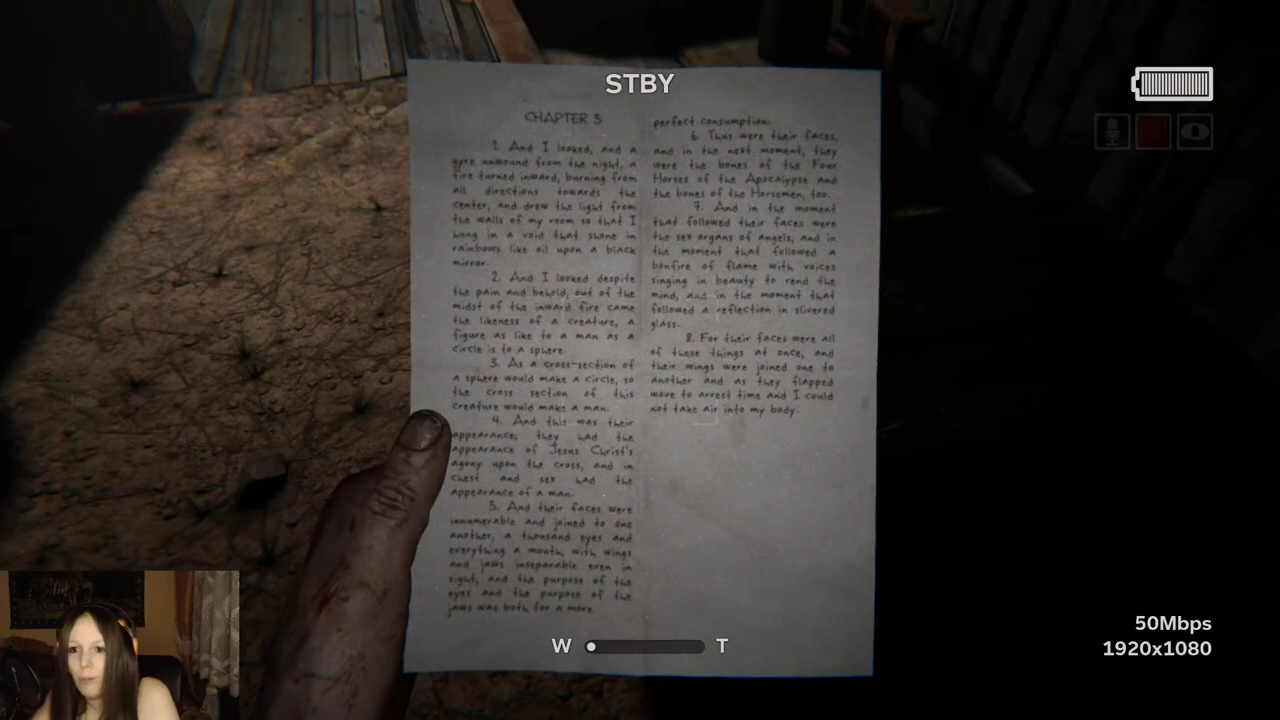 STBY
CHAPTER 5
1. And I looked, and a
gyre unwound from the night, a
fire turned inward, burning from
all directions towards the
center, and drew the light from
the walls of my room so that I
hung in a void that shone in
rainbows like oil upon a black
mirror.
2. And I looked despite
the pain and behold, out of the
midst of the inward fire came
the likeness of a creature, a
figure as like to a man as a
circle is to a sphere.
3. As a cross-section of
a sphere would make a circle, so
the cross section of this
creature would make a man.
4. And this was their
appearance; they had the
appearance of Jesus Christ's
agony upon the cross, and in
chest and sex had the
appearance of a man.
5. And their faces were
innumerable and joined to one
another, a thousand eyes and
everything a mouth, with wings
and jaws inseparable even in
sight, and the purpose of the
eyes and the purpose of the
jaws was both for a more
perfect consumption.
6. Thus were their faces,
and in the next moment, they
were the bones of the Four
Horses of the Apocalypse and
the bones of the Horsemen, too.
7. And in the moment
that followed their faces were
the sex organs of angels, and in
the moment that followed a
bonfire of flame with voices
singing in beauty to rend the
mind, and in the moment that
followed a reflection in slivered
glass.
8. For their faces were all
of these things at once, and
their wings were joined one to
another and as they flapped
wove to arrest time and I could
not take air into my body.
W T
50Mbps
1920x1080